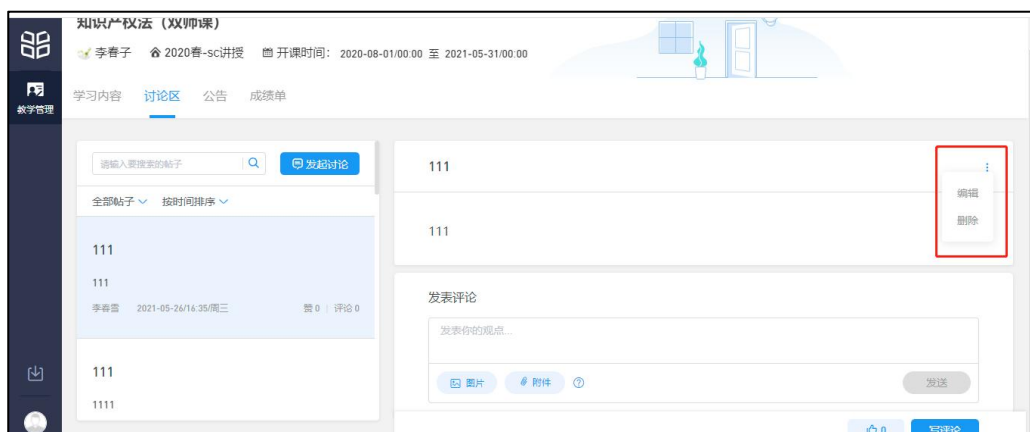 知识产权法（双师课）
李春子 2020春-sc讲授 开课时间： 2020-08-01/00:00 至 2021-05-31/00:00
教学管理
学习内容 讨论区 公告 成绩单
请输入要搜索的帖子 发起讨论
全部帖子 按时间排序
111
111
李春雪 2021-05-26/16:35/周三 赞 0 | 评论 0
111
1111
111
编辑
删除
111
发表评论
发表你的观点...
图片 附件 发送
0 写评论